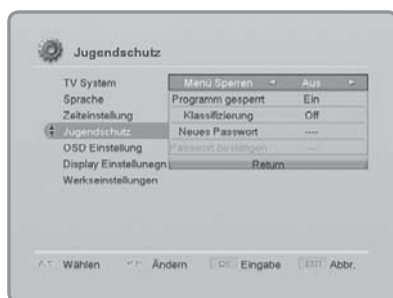 Jugendschutz
TV System
Menü Sperren Aus
Sprache
Programm gesperrt Ein
Zeiteinstellung
Klassifizierung Off
Jugendschutz
Neues Passwort ----
OSD Einstellung
Passwort bestätigen ----
Display Einstellunegn
Return
Werkseinstellungen
Wählen Ändern OK Eingabe EXIT Abbr.